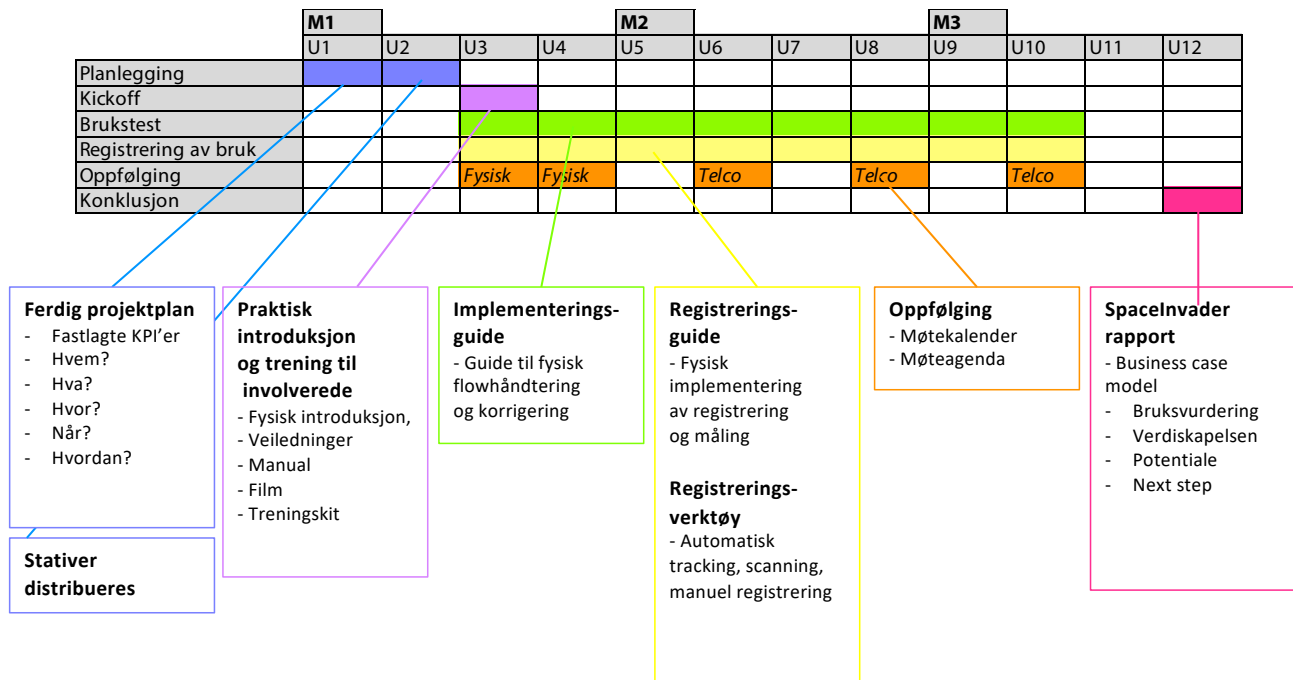 M1 M2 M3
U1 U2 U3 U4 U5 U6 U7 U8 U9 U10 U11 U12
Planlegging
Kickoff
Brukstest
Registrering av bruk
Oppfølging Fysisk Fysisk Telco Telco Telco
Konklusjon
Ferdig projektplan
- Fastlagte KPI’er
- Hvem?
- Hva?
- Hvor?
- Når?
- Hvordan?
Stativer
distribueres
Praktisk
introduksjon
og trening til
involverede
- Fysisk introduksjon,
- Veiledninger
- Manual
- Film
- Treningskit
Implementerings-
guide
- Guide til fysisk
flowhåndtering
og korrigering
Registrerings-
guide
- Fysisk
implementering
av registrering
og måling
Registrerings-
verktøy
- Automatisk
tracking, scanning,
manuel registrering
Oppfølging
- Møtekalender
- Møteagenda
SpaceInvader
rapport
- Business case
model
- Bruksvurdering
- Verdiskapelsen
- Potentiale
- Next step